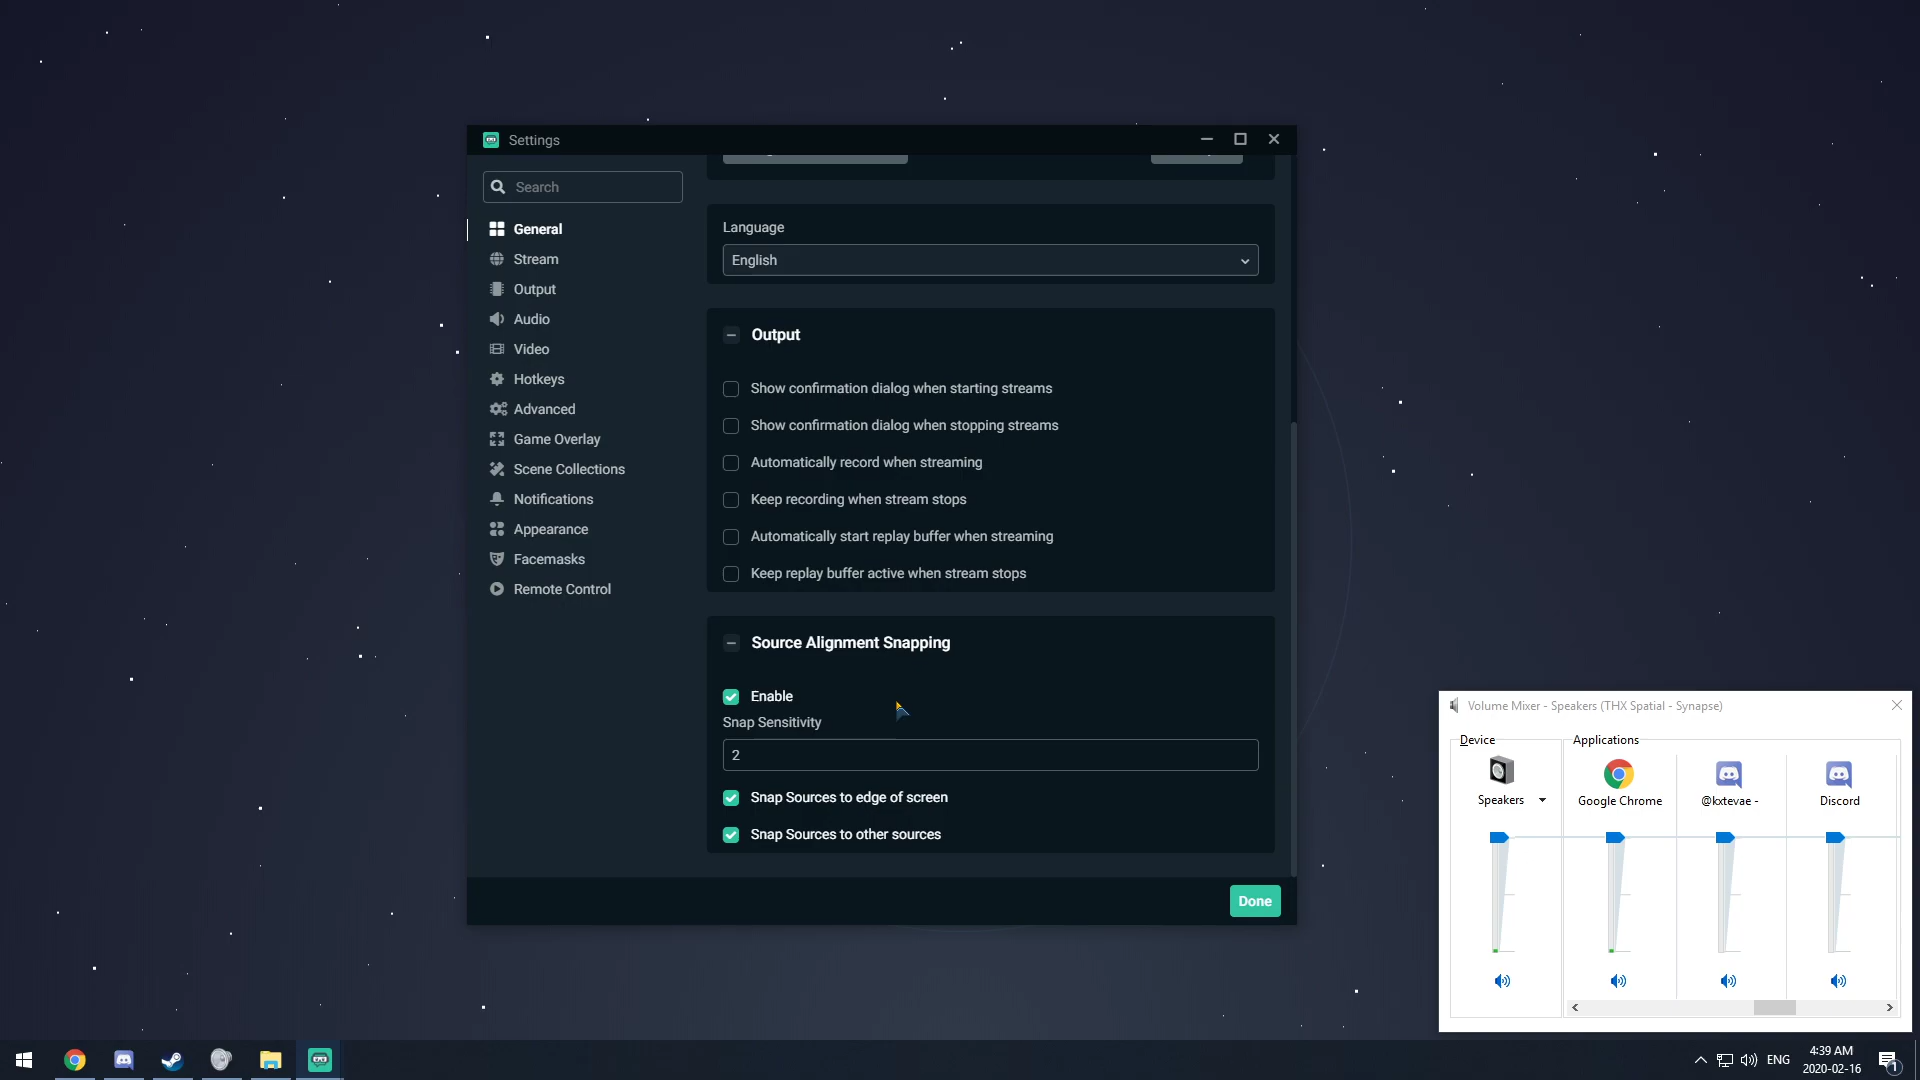 Settings
Search
General
Stream
Output
Audio
Video
Hotkeys
Advanced
Game Overlay
Scene Collections
Notifications
Appearance
Facemasks
Remote Control
Language
English
Output
Show confirmation dialog when starting streams
Show confirmation dialog when stopping streams
Automatically record when streaming
Keep recording when stream stops
Automatically start replay buffer when streaming
Keep replay buffer active when stream stops
Source Alignment Snapping
Enable
Snap Sensitivity
2
Snap Sources to edge of screen
Snap Sources to other sources
Done
Volume Mixer - Speakers (THX Spatial - Synapse)
Device
Applications
Speakers
Google Chrome
@kxtevae -
Discord
ENG
4:39 AM
2020-02-16
1